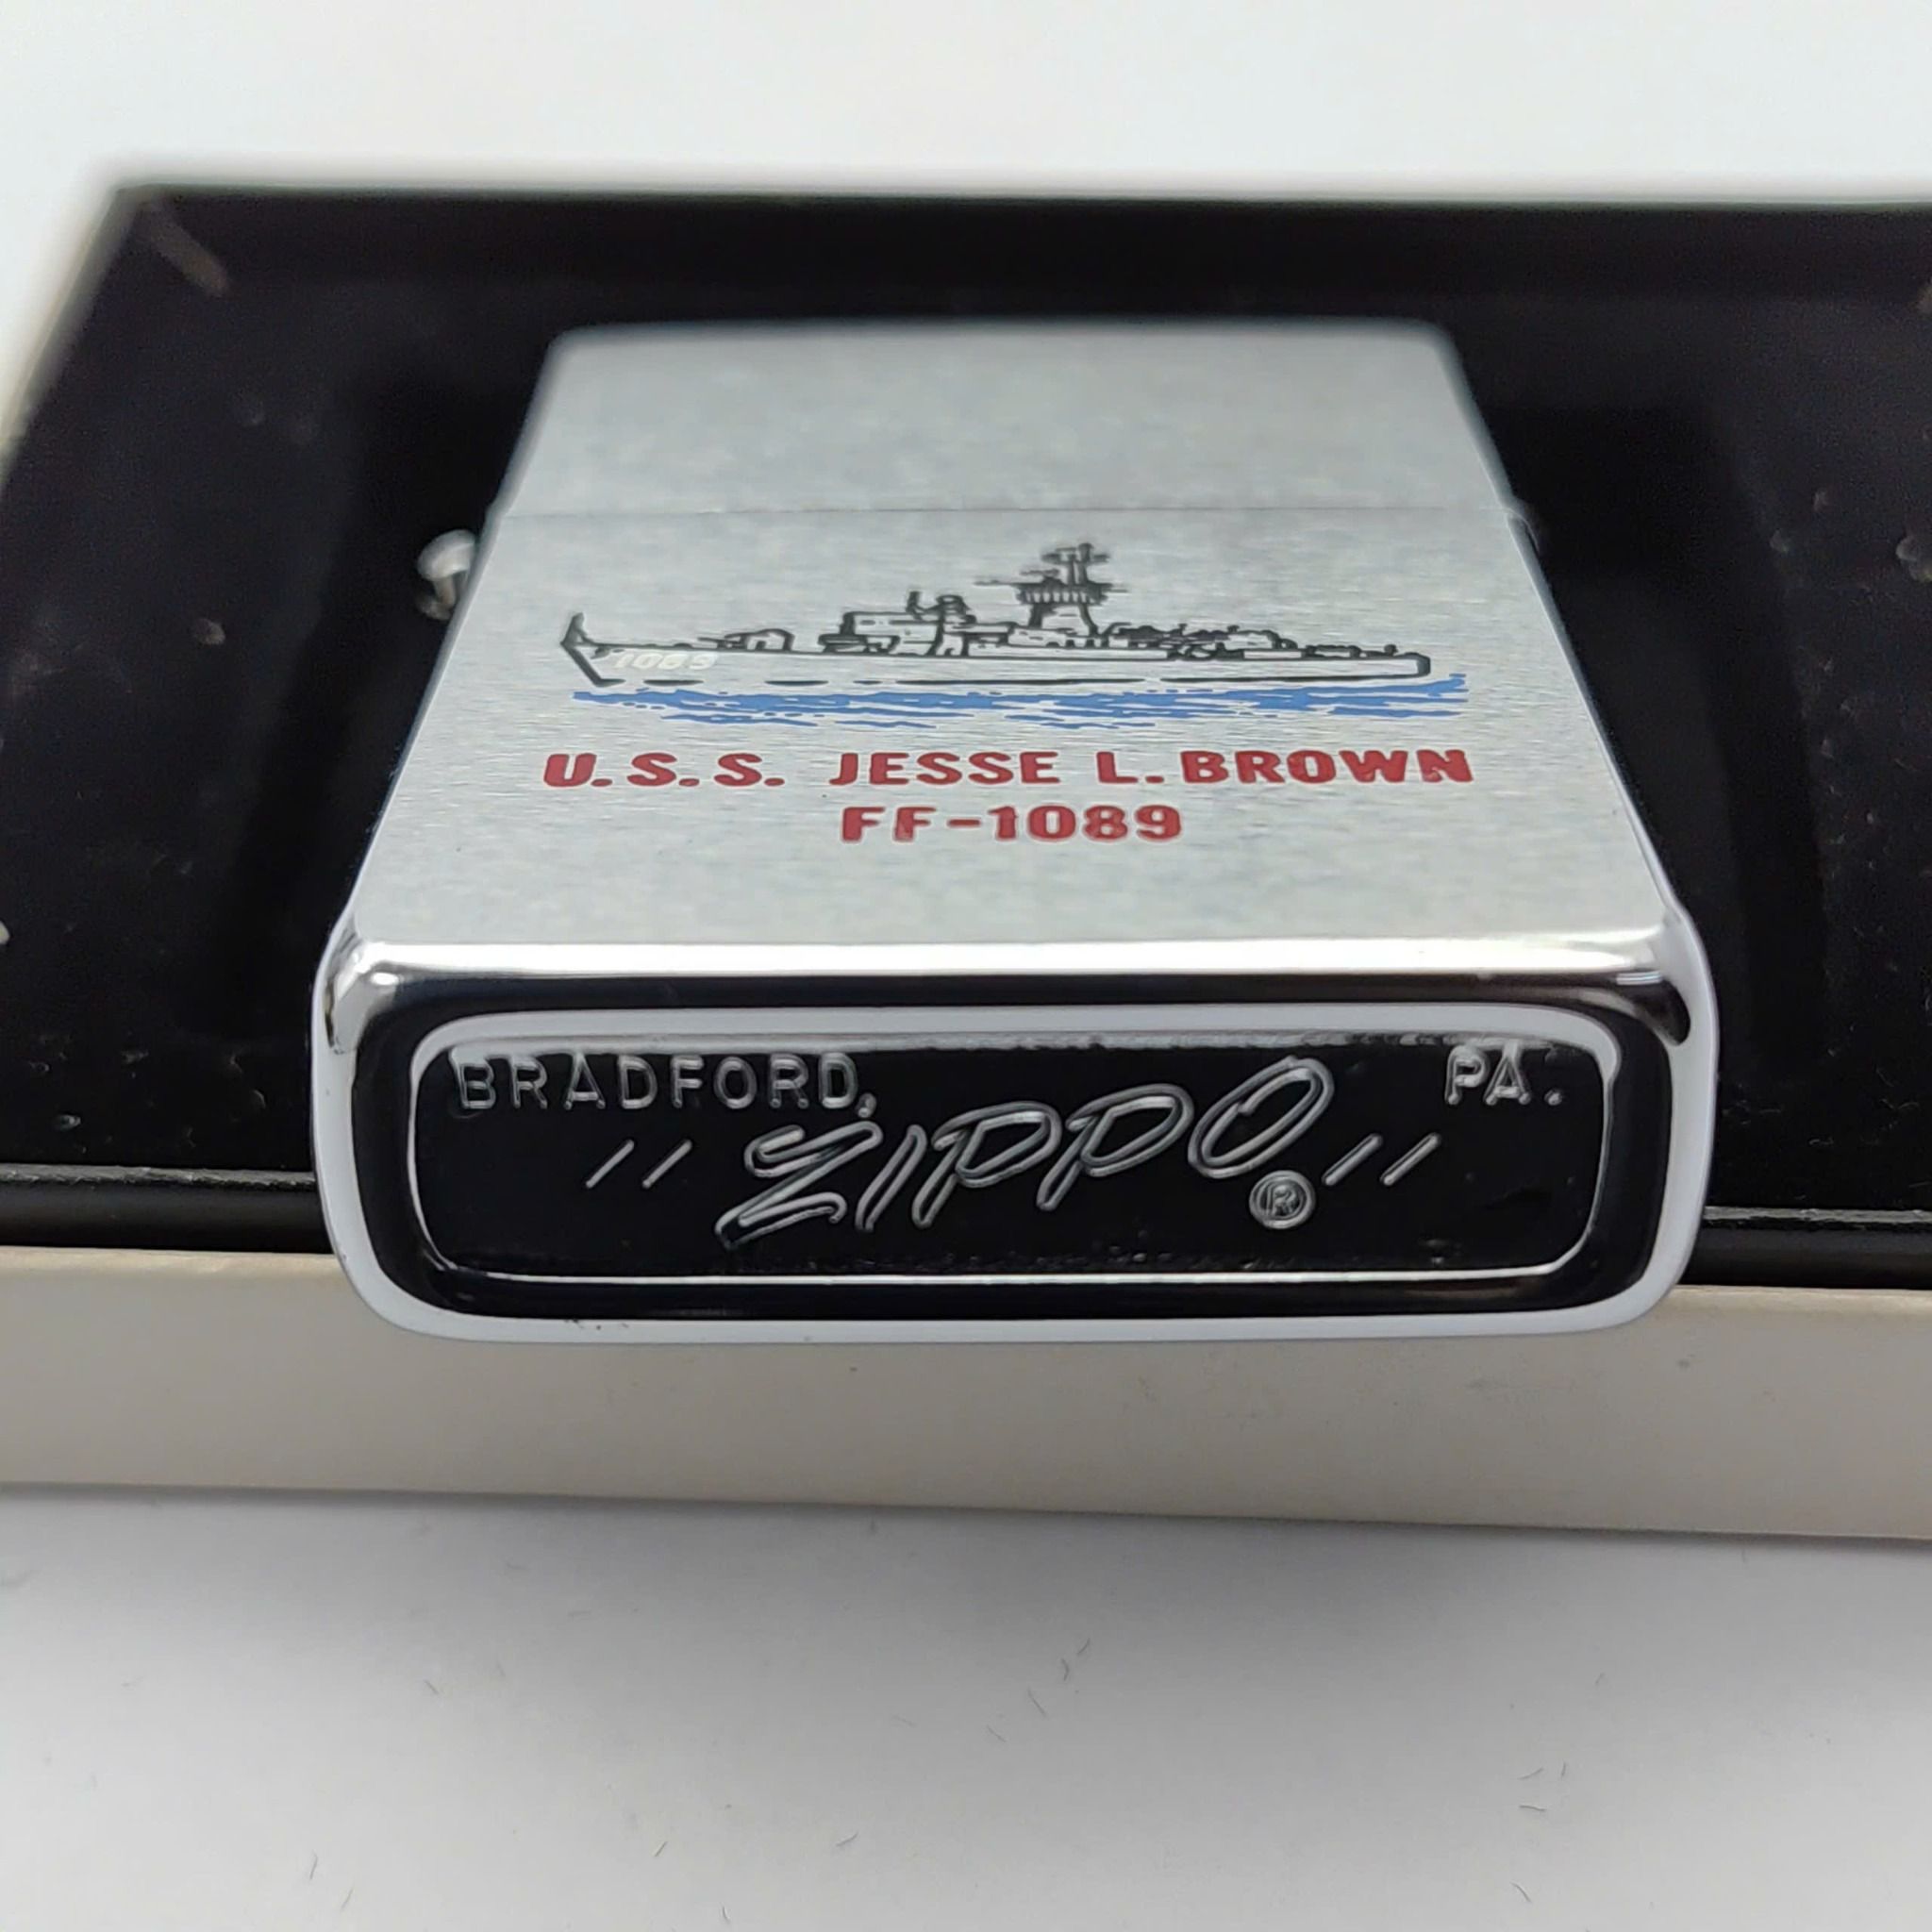 1089
U.S.S. JESSE L. BROWN
FF-1089
BRADFORD, PA.
" ZIPPO ® "